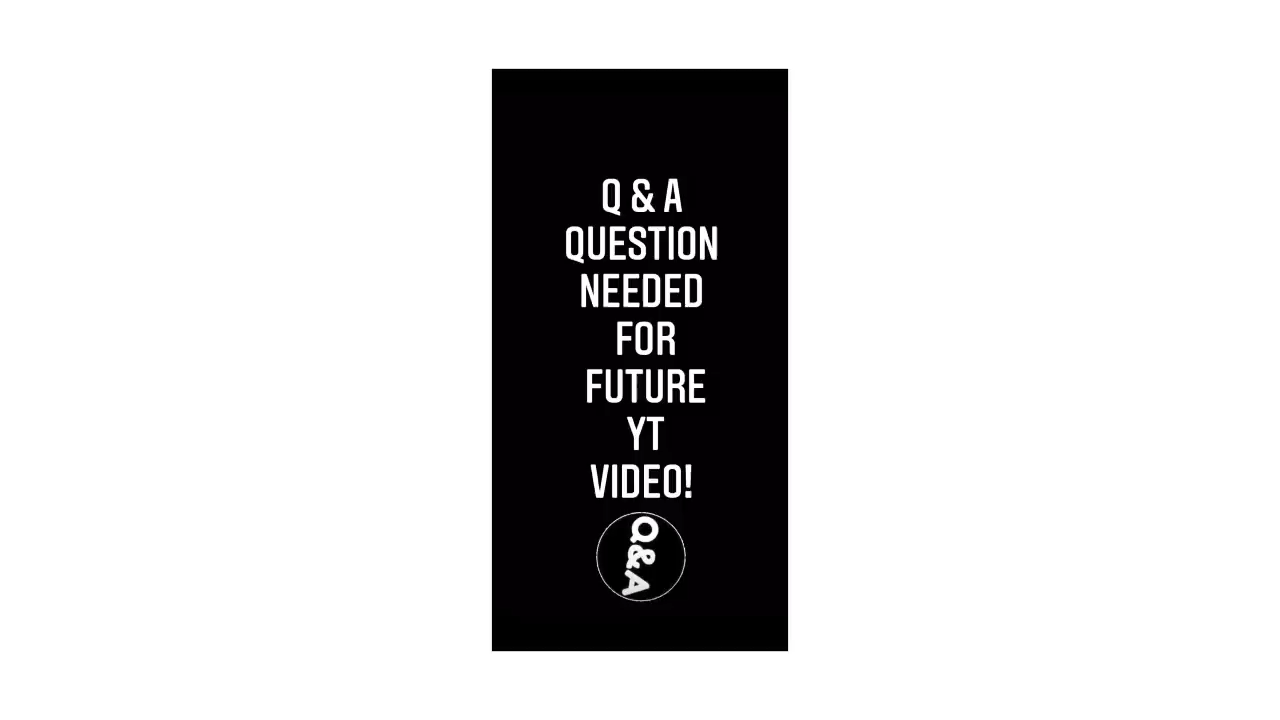 Q & A
QUESTION
NEEDED
FOR
FUTURE
YT
VIDEO!
Q&A